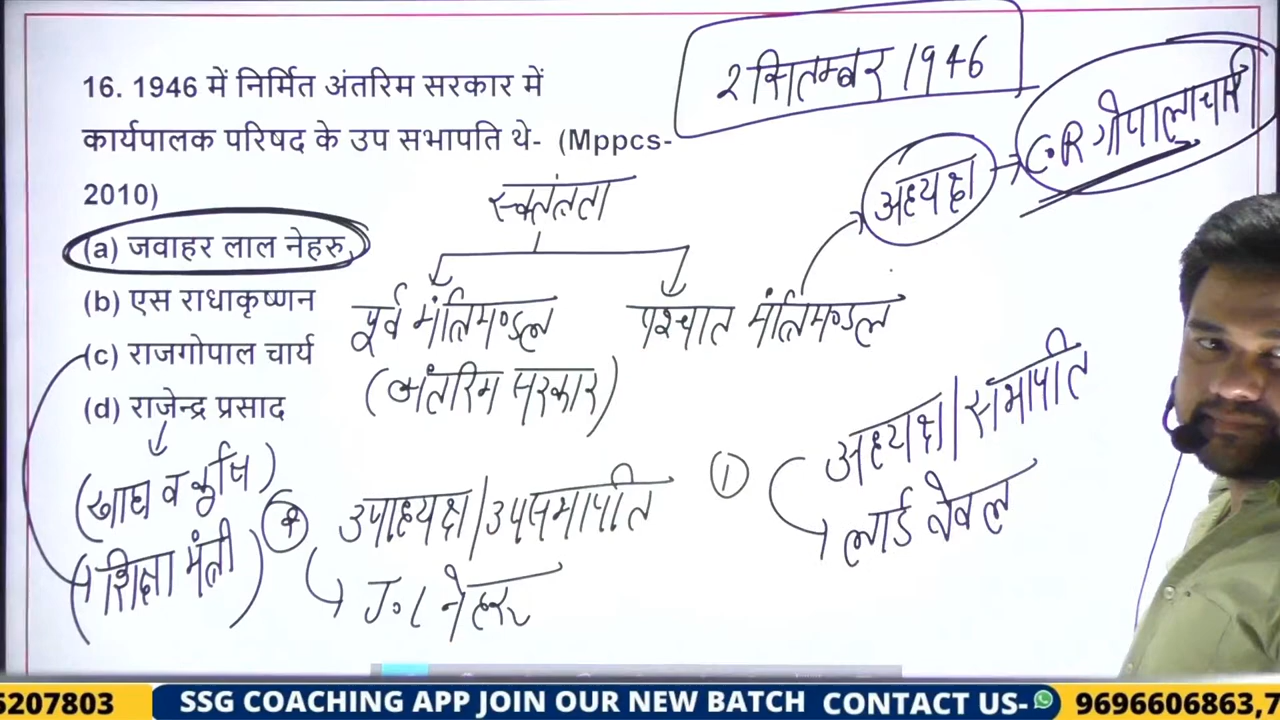 16. 1946 में निर्मित अंतरिम सरकार में
कार्यपालक परिषद के उप सभापति थे- (Mppcs-
2010)
(a) जवाहर लाल नेहरु
(b) एस राधाकृष्णन
(c) राजगोपाल चार्य
(d) राजेन्द्र प्रसाद
2 सितम्बर 1946
अध्यक्ष
C.R गोपालाचार्य
स्वतंत्रता
पूर्व मंत्रिमण्डल
पश्चात मंत्रिमण्डल
(अंतरिम सरकार)
(खाद्य व कृषि)
(शिक्षा मंत्री)
उपाध्यक्ष/उपसभापति
J.L नेहरू
① अध्यक्ष/सभापति
लार्ड वेवल
5207803
SSG COACHING APP JOIN OUR NEW BATCH CONTACT US-
9696606863,7